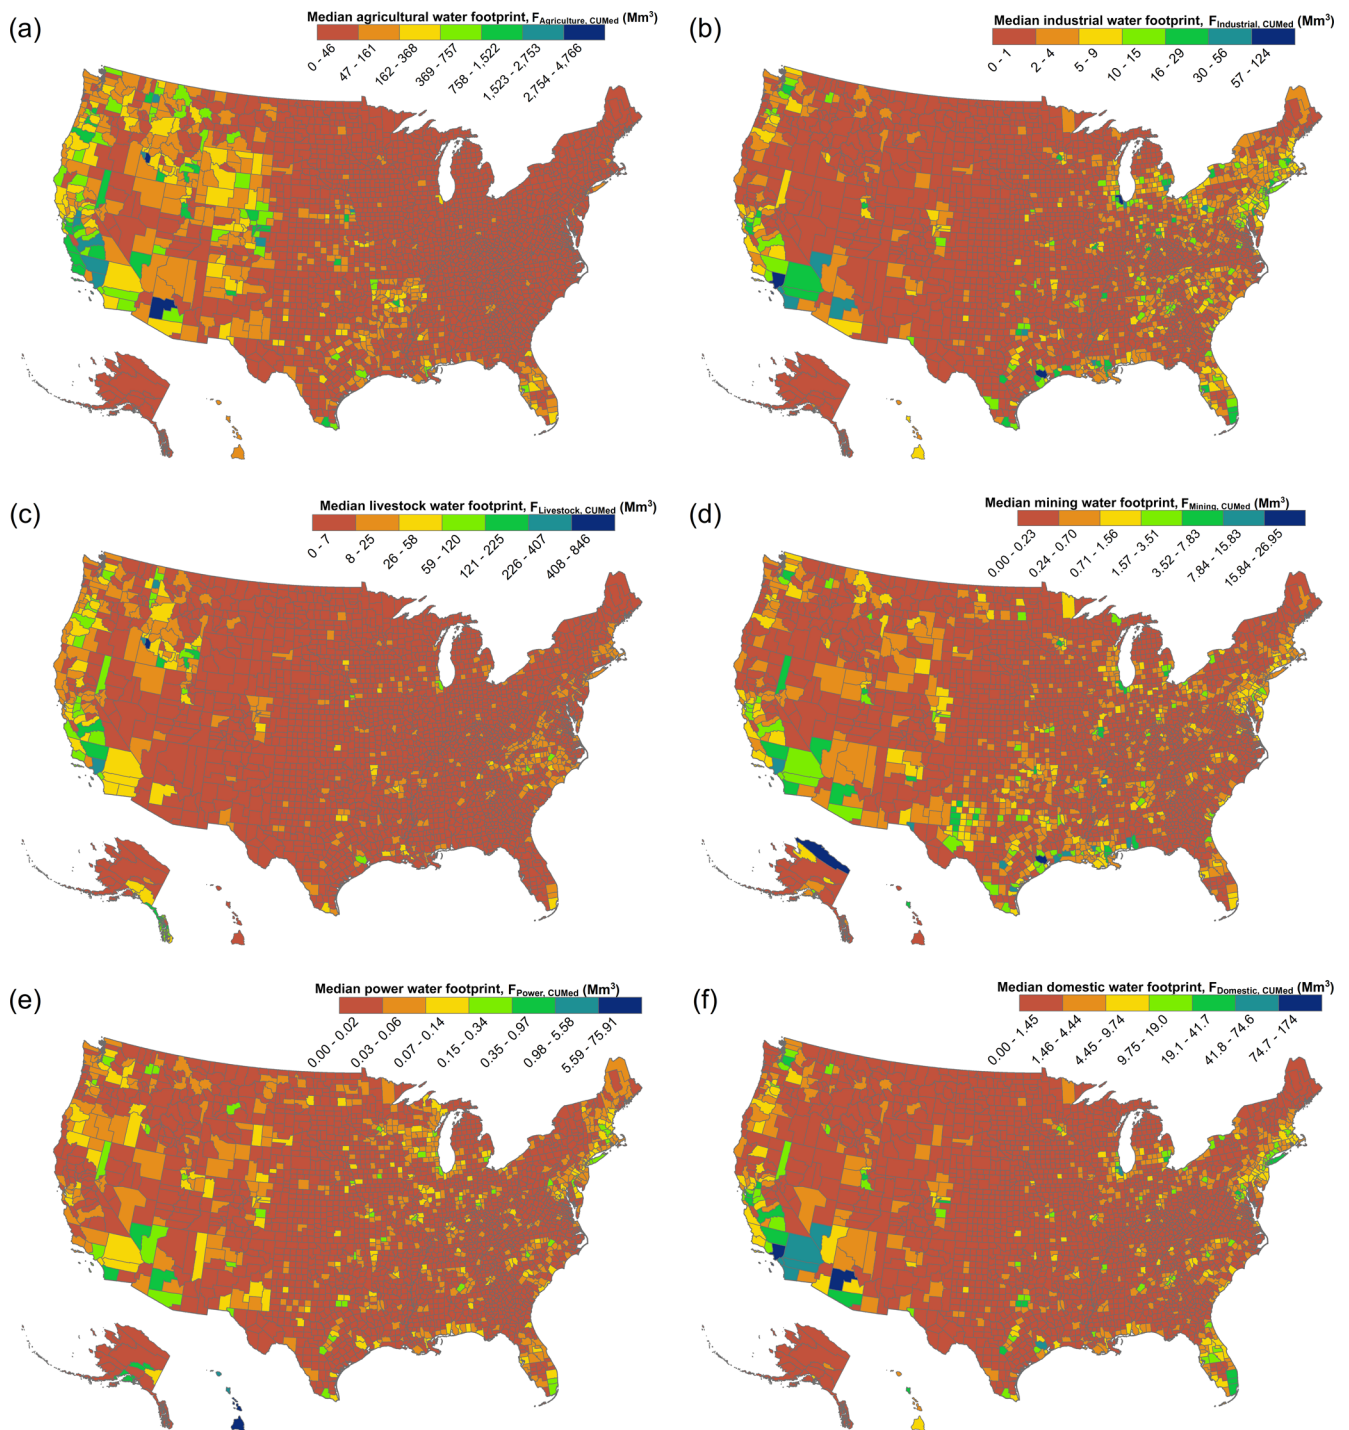 (a)
Median agricultural water footprint, F Agriculture, CUMed (Mm³)
0 - 46
47 - 161
162 - 368
369 - 757
758 - 1,522
1,523 - 2,753
2,754 - 4,766
(b)
Median industrial water footprint, F Industrial, CUMed (Mm³)
0 - 1
2 - 4
5 - 9
10 - 15
16 - 29
30 - 56
57 - 124
(c)
Median livestock water footprint, F Livestock, CUMed (Mm³)
0 - 7
8 - 25
26 - 58
59 - 120
121 - 225
226 - 407
408 - 846
(d)
Median mining water footprint, F Mining, CUMed (Mm³)
0.00 - 0.23
0.24 - 0.70
0.71 - 1.56
1.57 - 3.51
3.52 - 7.83
7.84 - 15.83
15.84 - 26.95
(e)
Median power water footprint, F Power, CUMed (Mm³)
0.00 - 0.02
0.03 - 0.06
0.07 - 0.14
0.15 - 0.34
0.35 - 0.97
0.98 - 5.58
5.59 - 75.91
(f)
Median domestic water footprint, F Domestic, CUMed (Mm³)
0.00 - 1.45
1.46 - 4.44
4.45 - 9.74
9.75 - 19.0
19.1 - 41.7
41.8 - 74.6
74.7 - 174